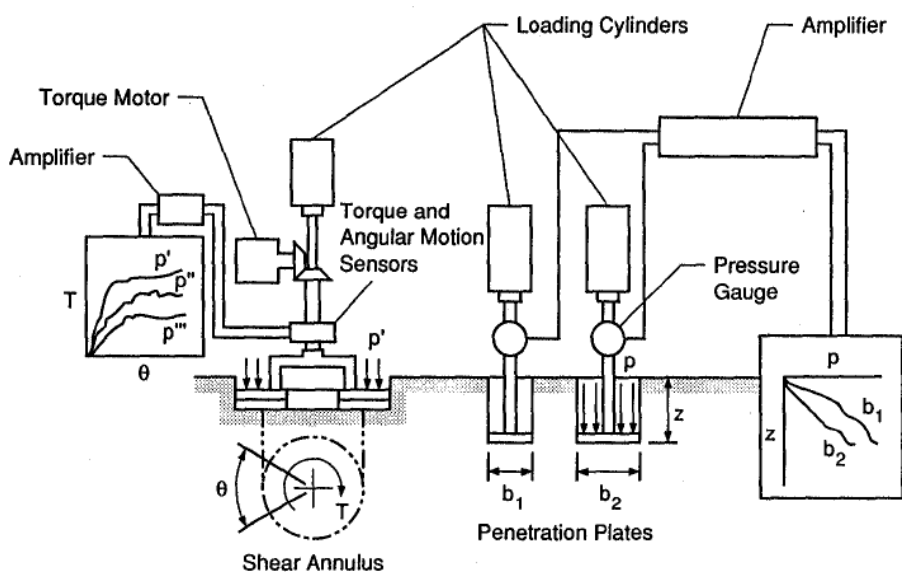 Loading Cylinders
Amplifier
Torque Motor
Amplifier
Torque and
Angular Motion
Sensors
Pressure
Gauge
p'
p"
p'''
T
θ
p'
p
z
p
z
b1
b2
θ
T
b1
b2
Penetration Plates
Shear Annulus